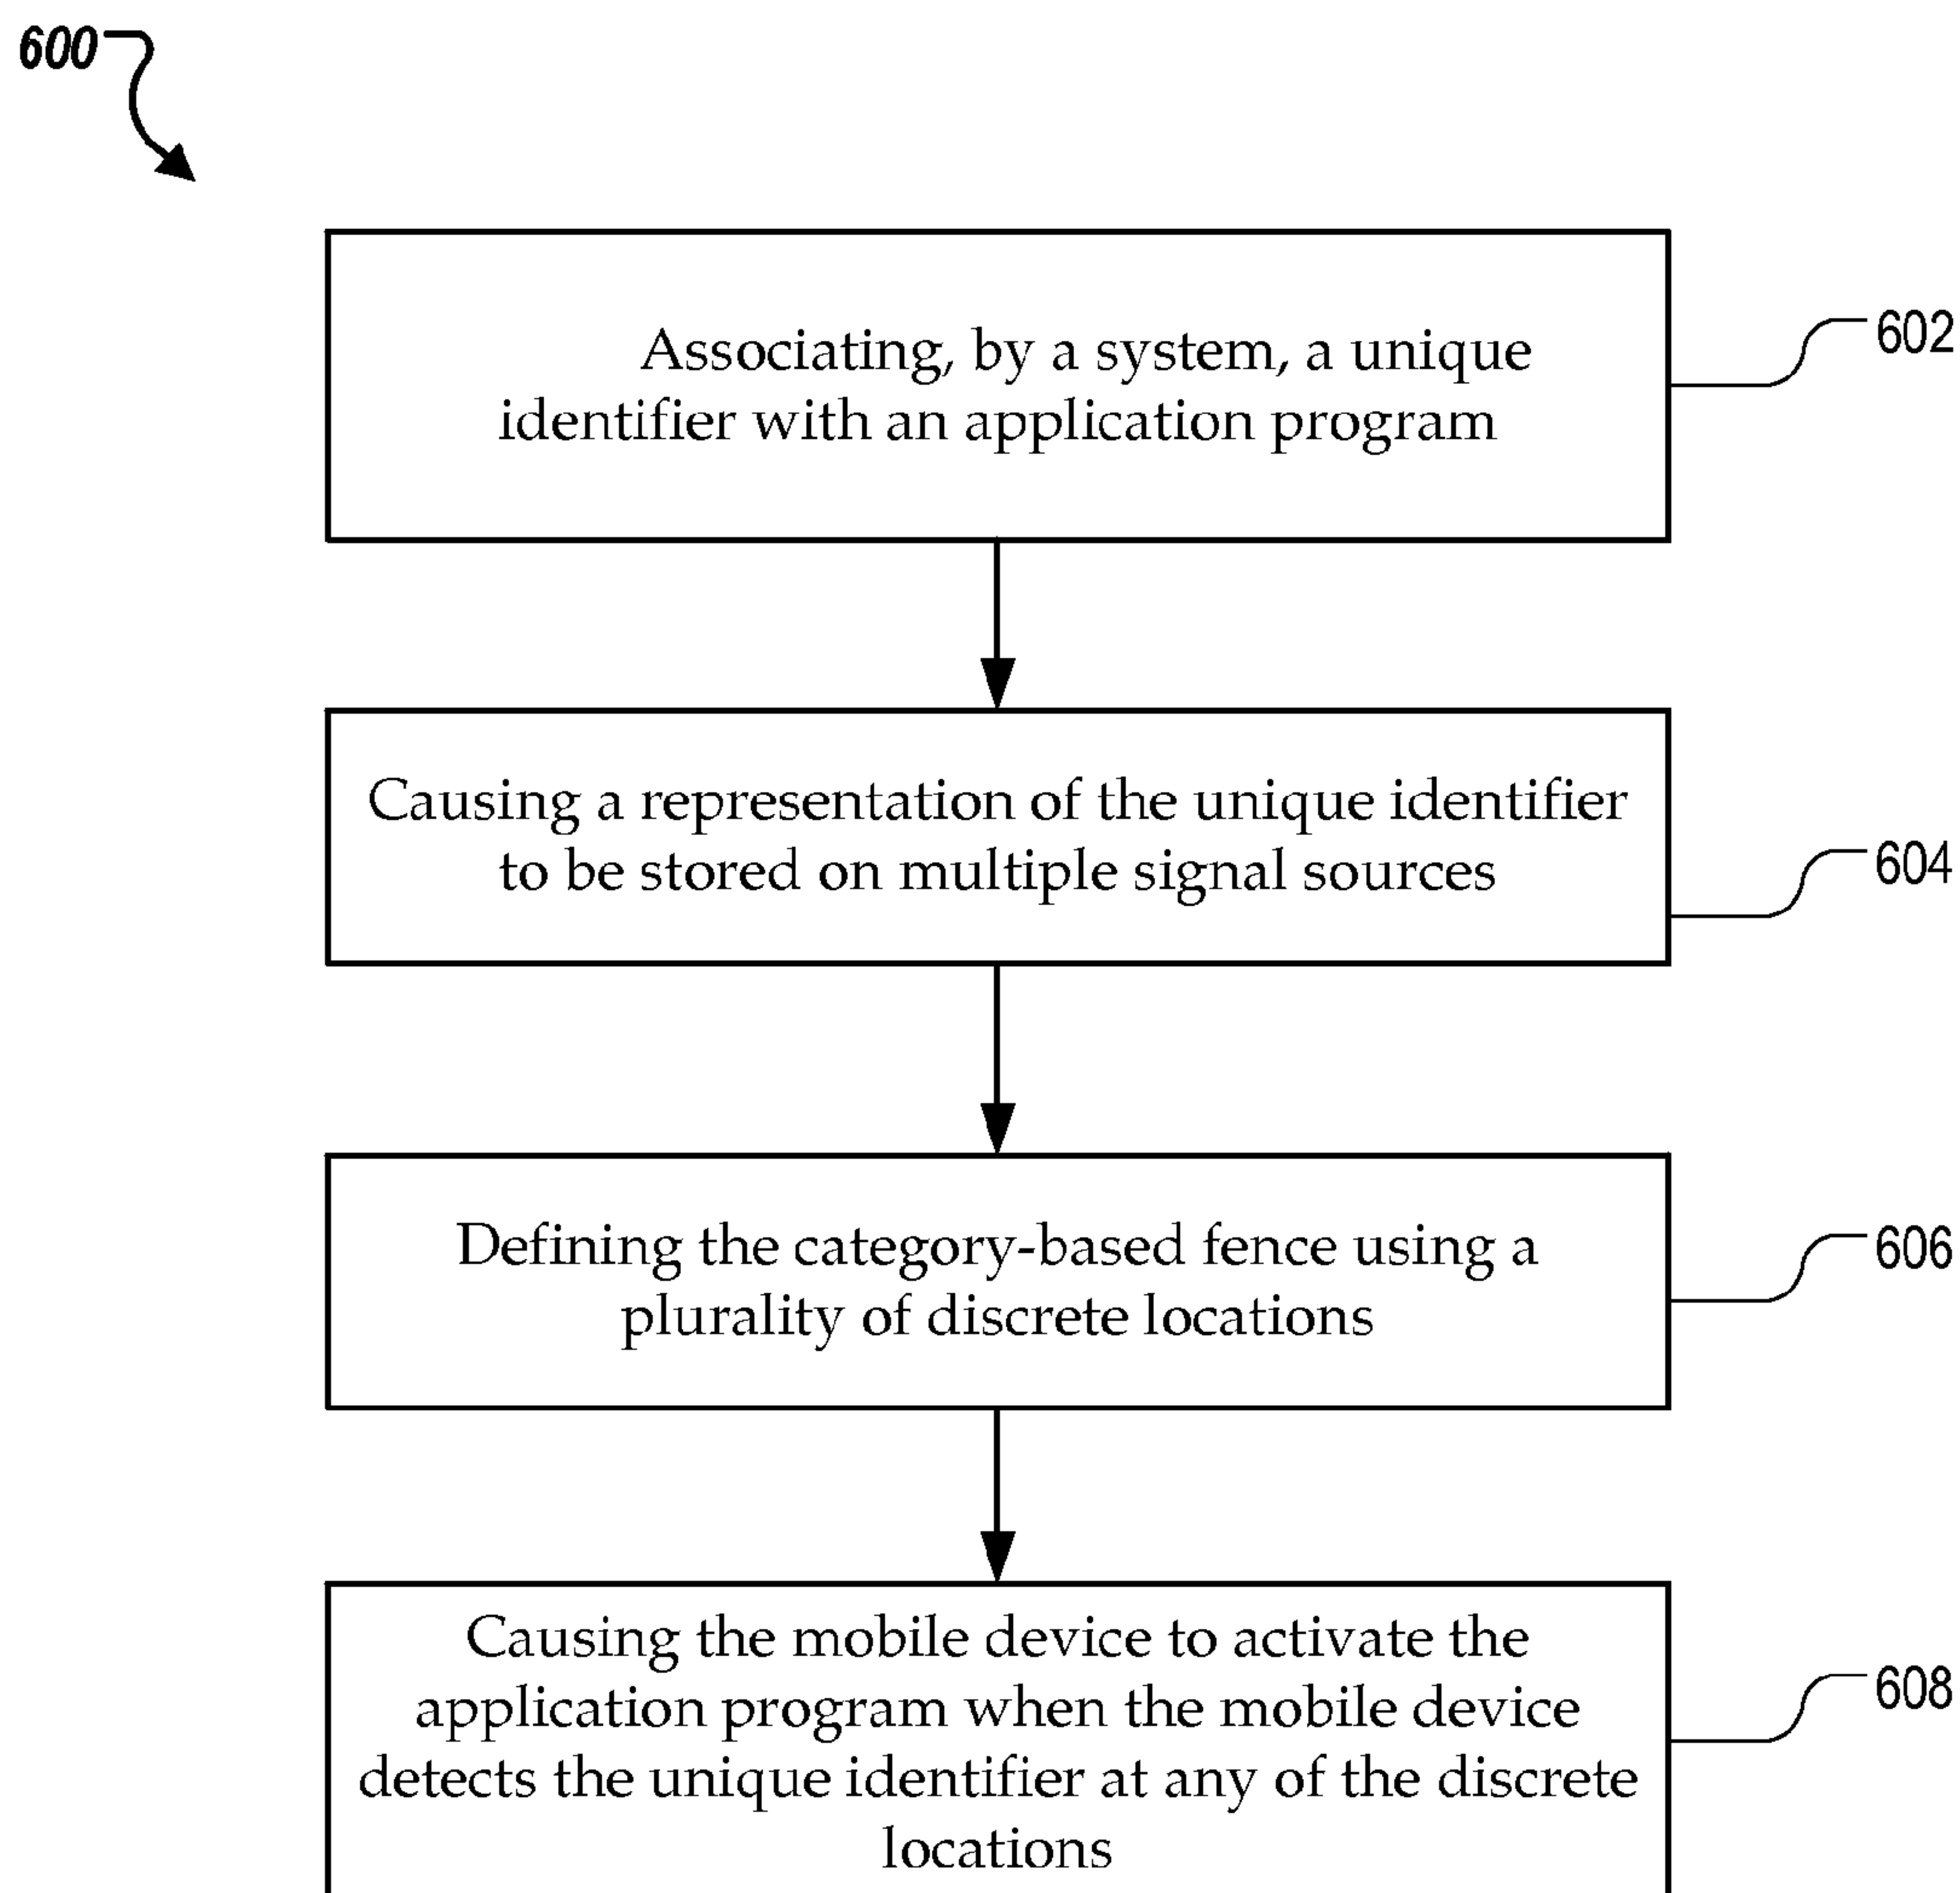 600
Associating, by a system, a unique
identifier with an application program
602
Causing a representation of the unique identifier
to be stored on multiple signal sources
604
Defining the category-based fence using a
plurality of discrete locations
606
Causing the mobile device to activate the
application program when the mobile device
detects the unique identifier at any of the discrete
locations
608